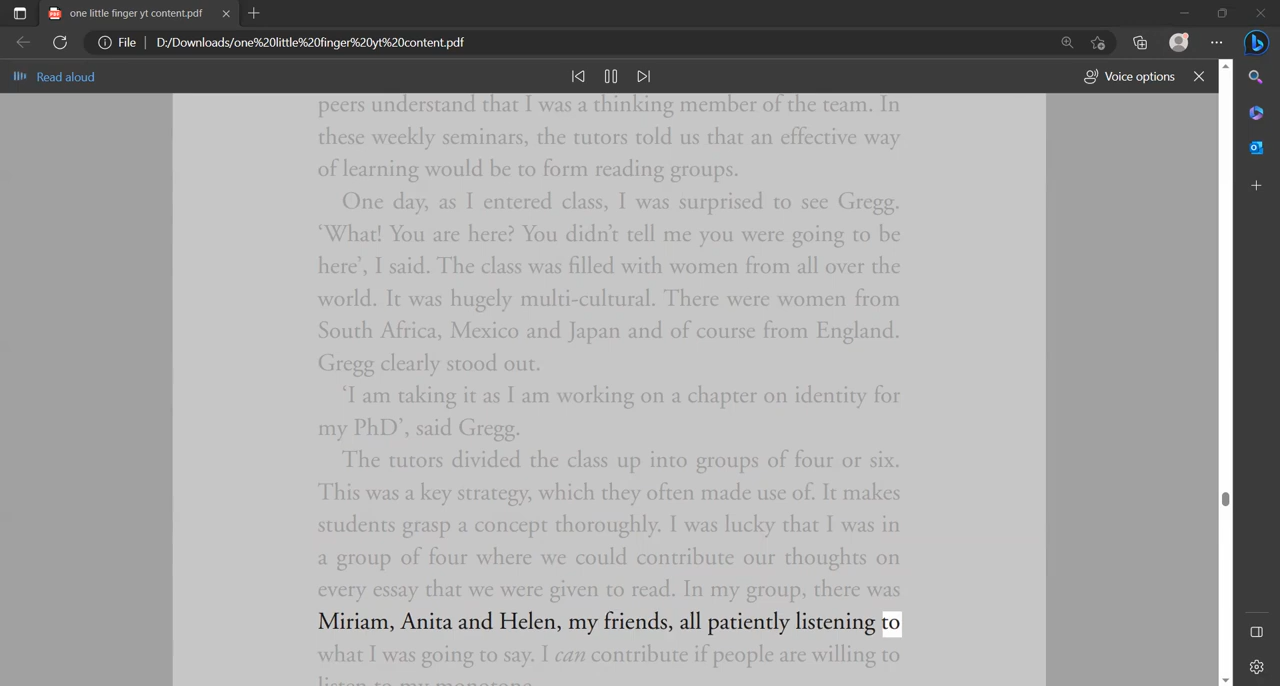 one little finger yt content.pdf
File
D:/Downloads/one%20little%20finger%20yt%20content.pdf
Read aloud
Voice options
peers understand that I was a thinking member of the team. In
these weekly seminars, the tutors told us that an effective way
of learning would be to form reading groups.
One day, as I entered class, I was surprised to see Gregg.
‘What! You are here? You didn’t tell me you were going to be
here’, I said. The class was filled with women from all over the
world. It was hugely multi-cultural. There were women from
South Africa, Mexico and Japan and of course from England.
Gregg clearly stood out.
‘I am taking it as I am working on a chapter on identity for
my PhD’, said Gregg.
The tutors divided the class up into groups of four or six.
This was a key strategy, which they often made use of. It makes
students grasp a concept thoroughly. I was lucky that I was in
a group of four where we could contribute our thoughts on
every essay that we were given to read. In my group, there was
Miriam, Anita and Helen, my friends, all patiently listening to
what I was going to say. I can contribute if people are willing to
listen to my monotone